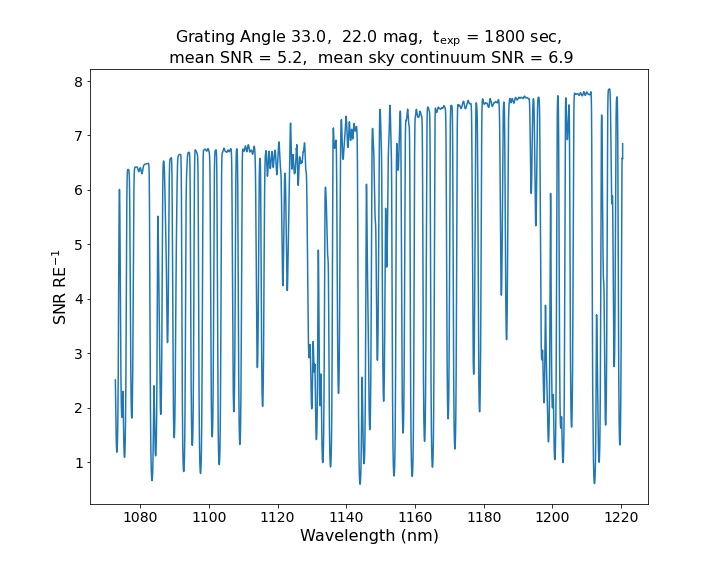 Grating Angle 33.0,  22.0 mag,  t_exp = 1800 sec,
mean SNR = 5.2,  mean sky continuum SNR = 6.9
8
7
6
5
4
3
2
1
SNR RE⁻¹
1080 1100 1120 1140 1160 1180 1200 1220
Wavelength (nm)